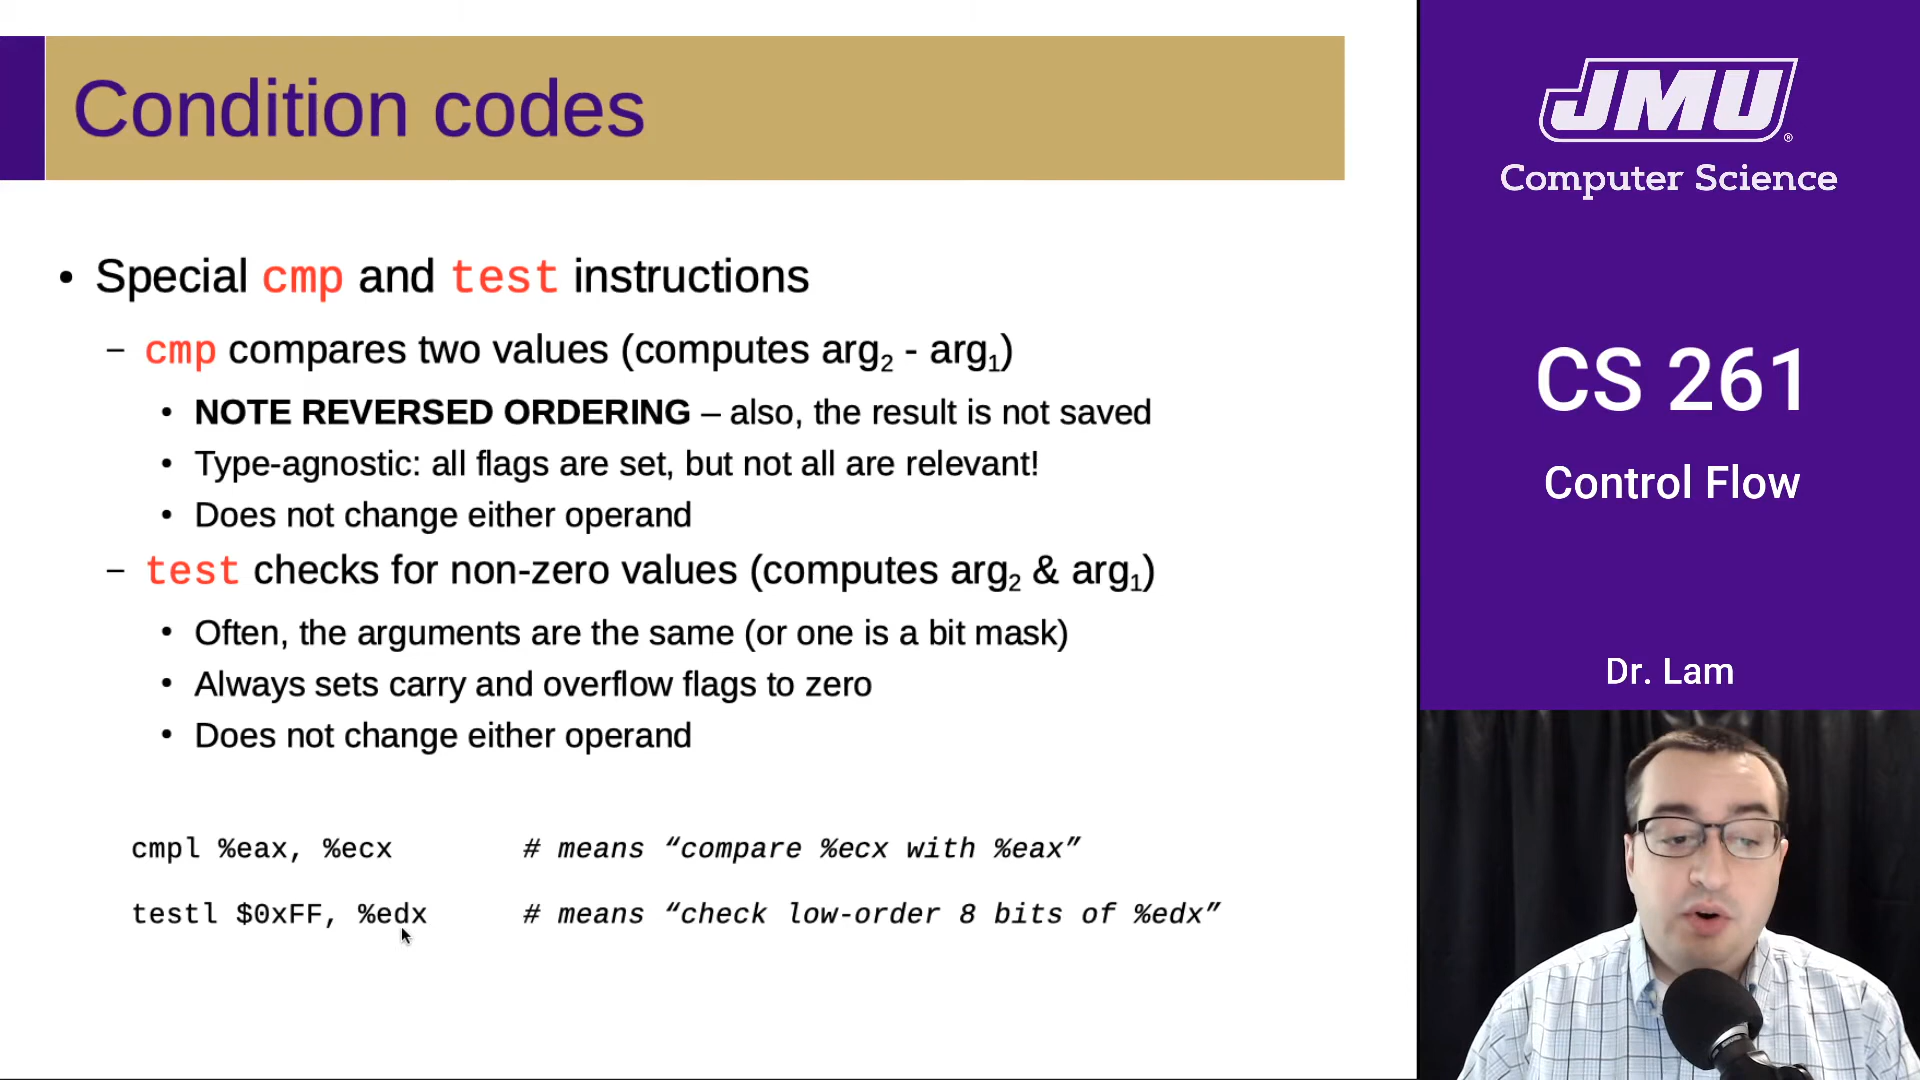 Condition codes
• Special cmp and test instructions
– cmp compares two values (computes arg₂ - arg₁)
• NOTE REVERSED ORDERING – also, the result is not saved
• Type-agnostic: all flags are set, but not all are relevant!
• Does not change either operand
– test checks for non-zero values (computes arg₂ & arg₁)
• Often, the arguments are the same (or one is a bit mask)
• Always sets carry and overflow flags to zero
• Does not change either operand
cmpl %eax, %ecx # means “compare %ecx with %eax”
testl $0xFF, %edx # means “check low-order 8 bits of %edx”
JMU®
Computer Science
CS 261
Control Flow
Dr. Lam